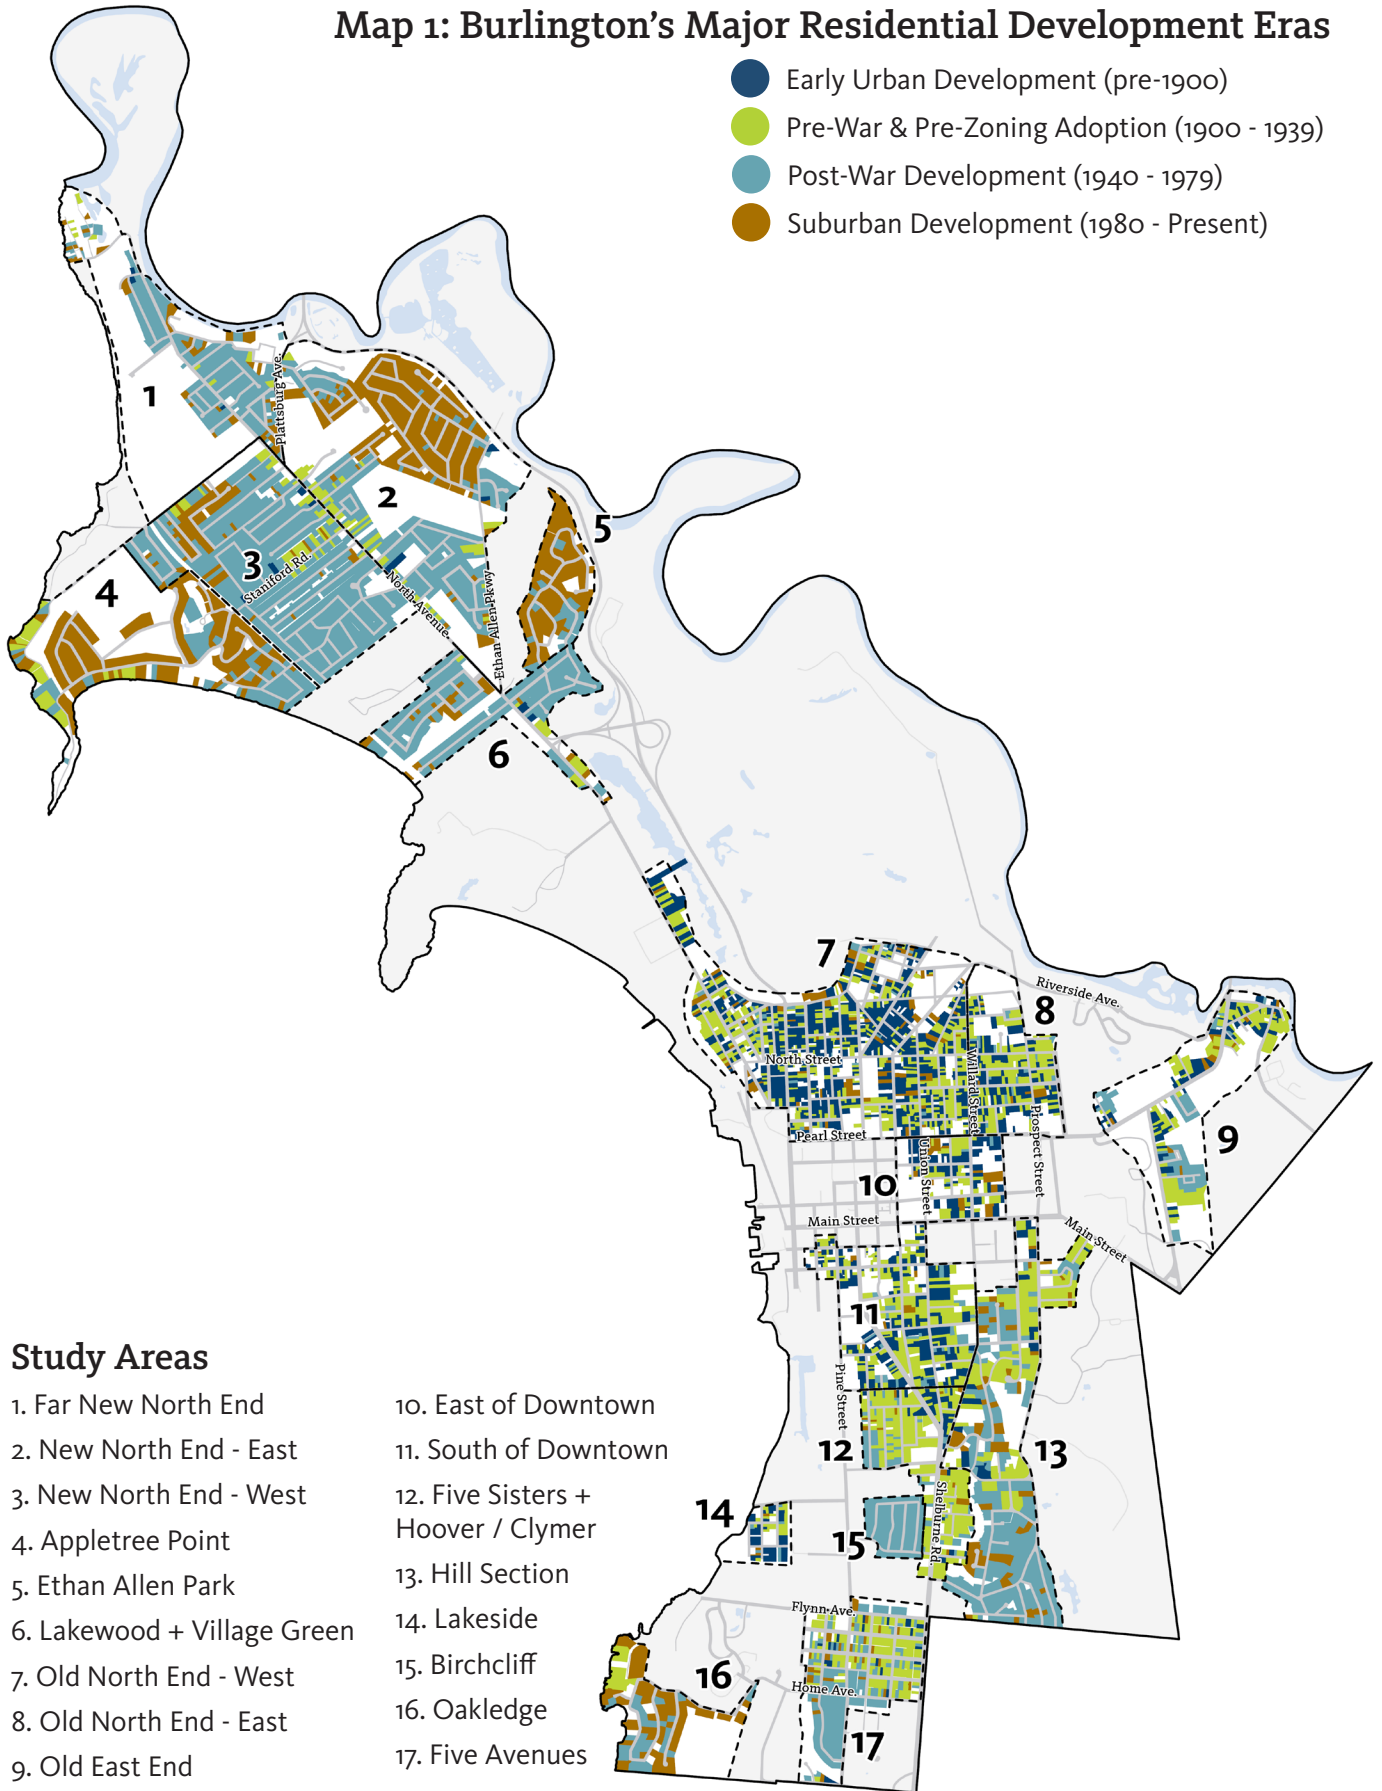 Map 1: Burlington’s Major Residential Development Eras
Early Urban Development (pre-1900)
Pre-War & Pre-Zoning Adoption (1900 - 1939)
Post-War Development (1940 - 1979)
Suburban Development (1980 - Present)
1
Plattsburg Ave.
2
5
3
Staniford Rd.
4
North Avenue.
Ethan Allen Pkwy
6
7
Riverside Ave.
8
North Street
Willard Street
Prospect Street
Pearl Street
9
Union Street
10
Main Street
Main Street
11
Pine Street
12
13
Shelburne Rd.
14
15
Flynn Ave.
16
Home Ave.
17
Study Areas
1. Far New North End
2. New North End - East
3. New North End - West
4. Appletree Point
5. Ethan Allen Park
6. Lakewood + Village Green
7. Old North End - West
8. Old North End - East
9. Old East End
10. East of Downtown
11. South of Downtown
12. Five Sisters +
Hoover / Clymer
13. Hill Section
14. Lakeside
15. Birchcliff
16. Oakledge
17. Five Avenues